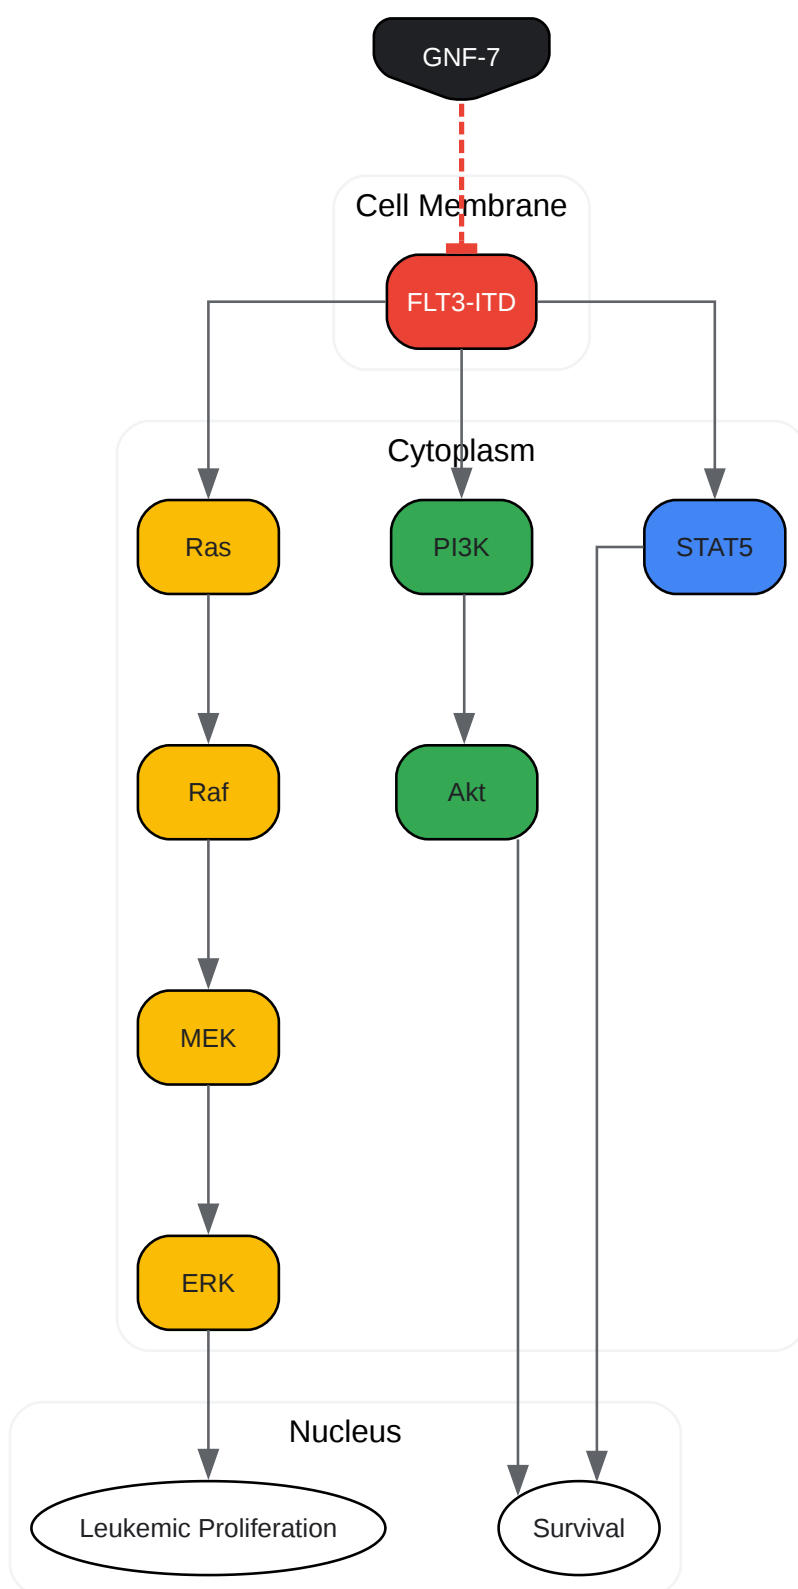 GNF-7
Cell Membrane
FLT3-ITD
Cytoplasm
Ras
PI3K
STAT5
Raf
Akt
MEK
ERK
Nucleus
Leukemic Proliferation
Survival